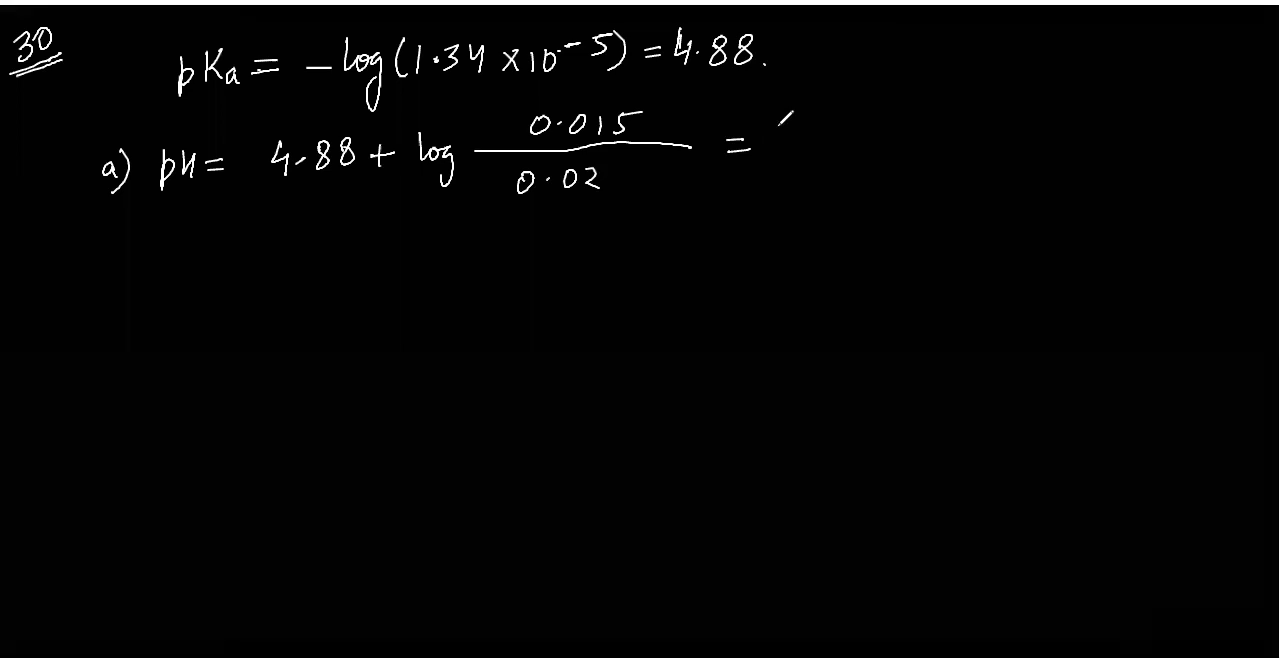 30
pKa = - log (1.34 x 10^-5) = 4.88.
a) pH = 4.88 + log 0.015/0.02 =